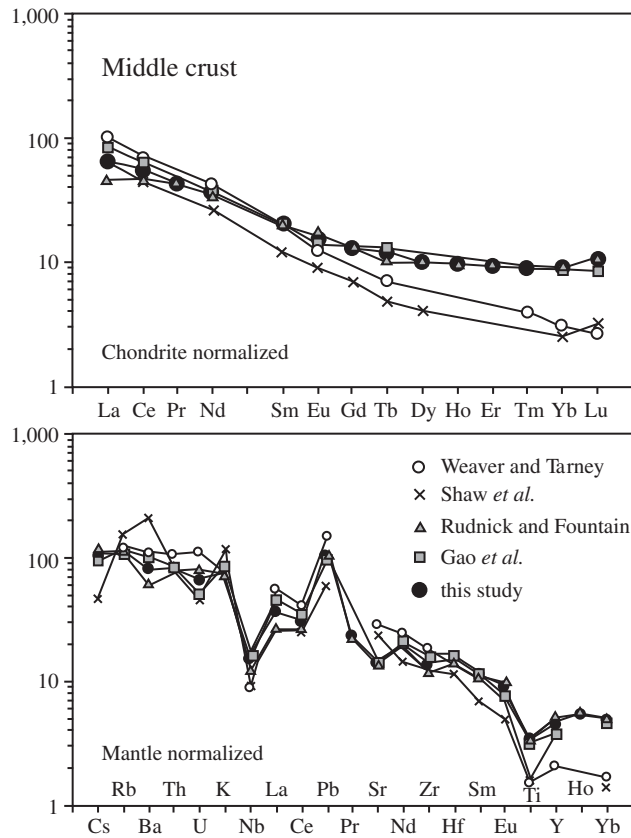 1,000
Middle crust
100
10
Chondrite normalized
1
La Ce Pr Nd Sm Eu Gd Tb Dy Ho Er Tm Yb Lu
1,000
Weaver and Tarney
Shaw et al.
100
Rudnick and Fountain
Gao et al.
this study
10
Mantle normalized
Rb Th K La Pb Sr Zr Sm Ti Ho
1
Cs Ba U Nb Ce Pr Nd Hf Eu Y Yb